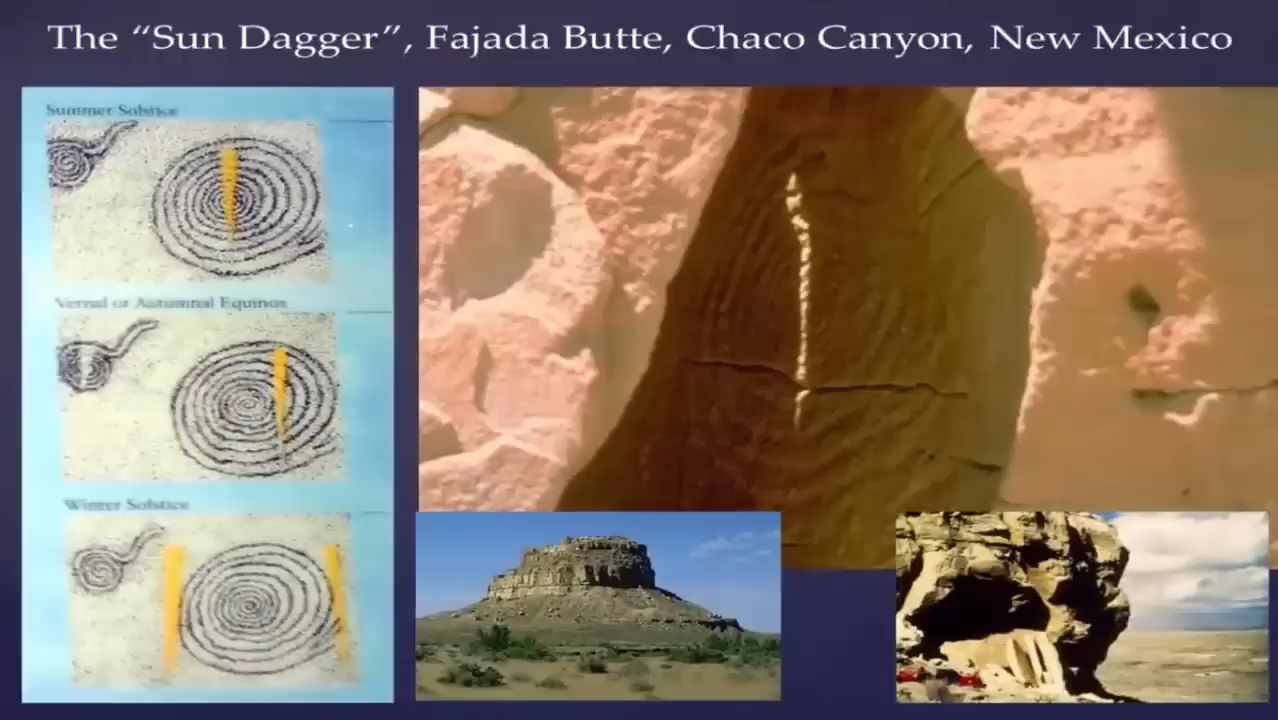 The “Sun Dagger”, Fajada Butte, Chaco Canyon, New Mexico
Summer Solstice
Vernal or Autumnal Equinox
Winter Solstice